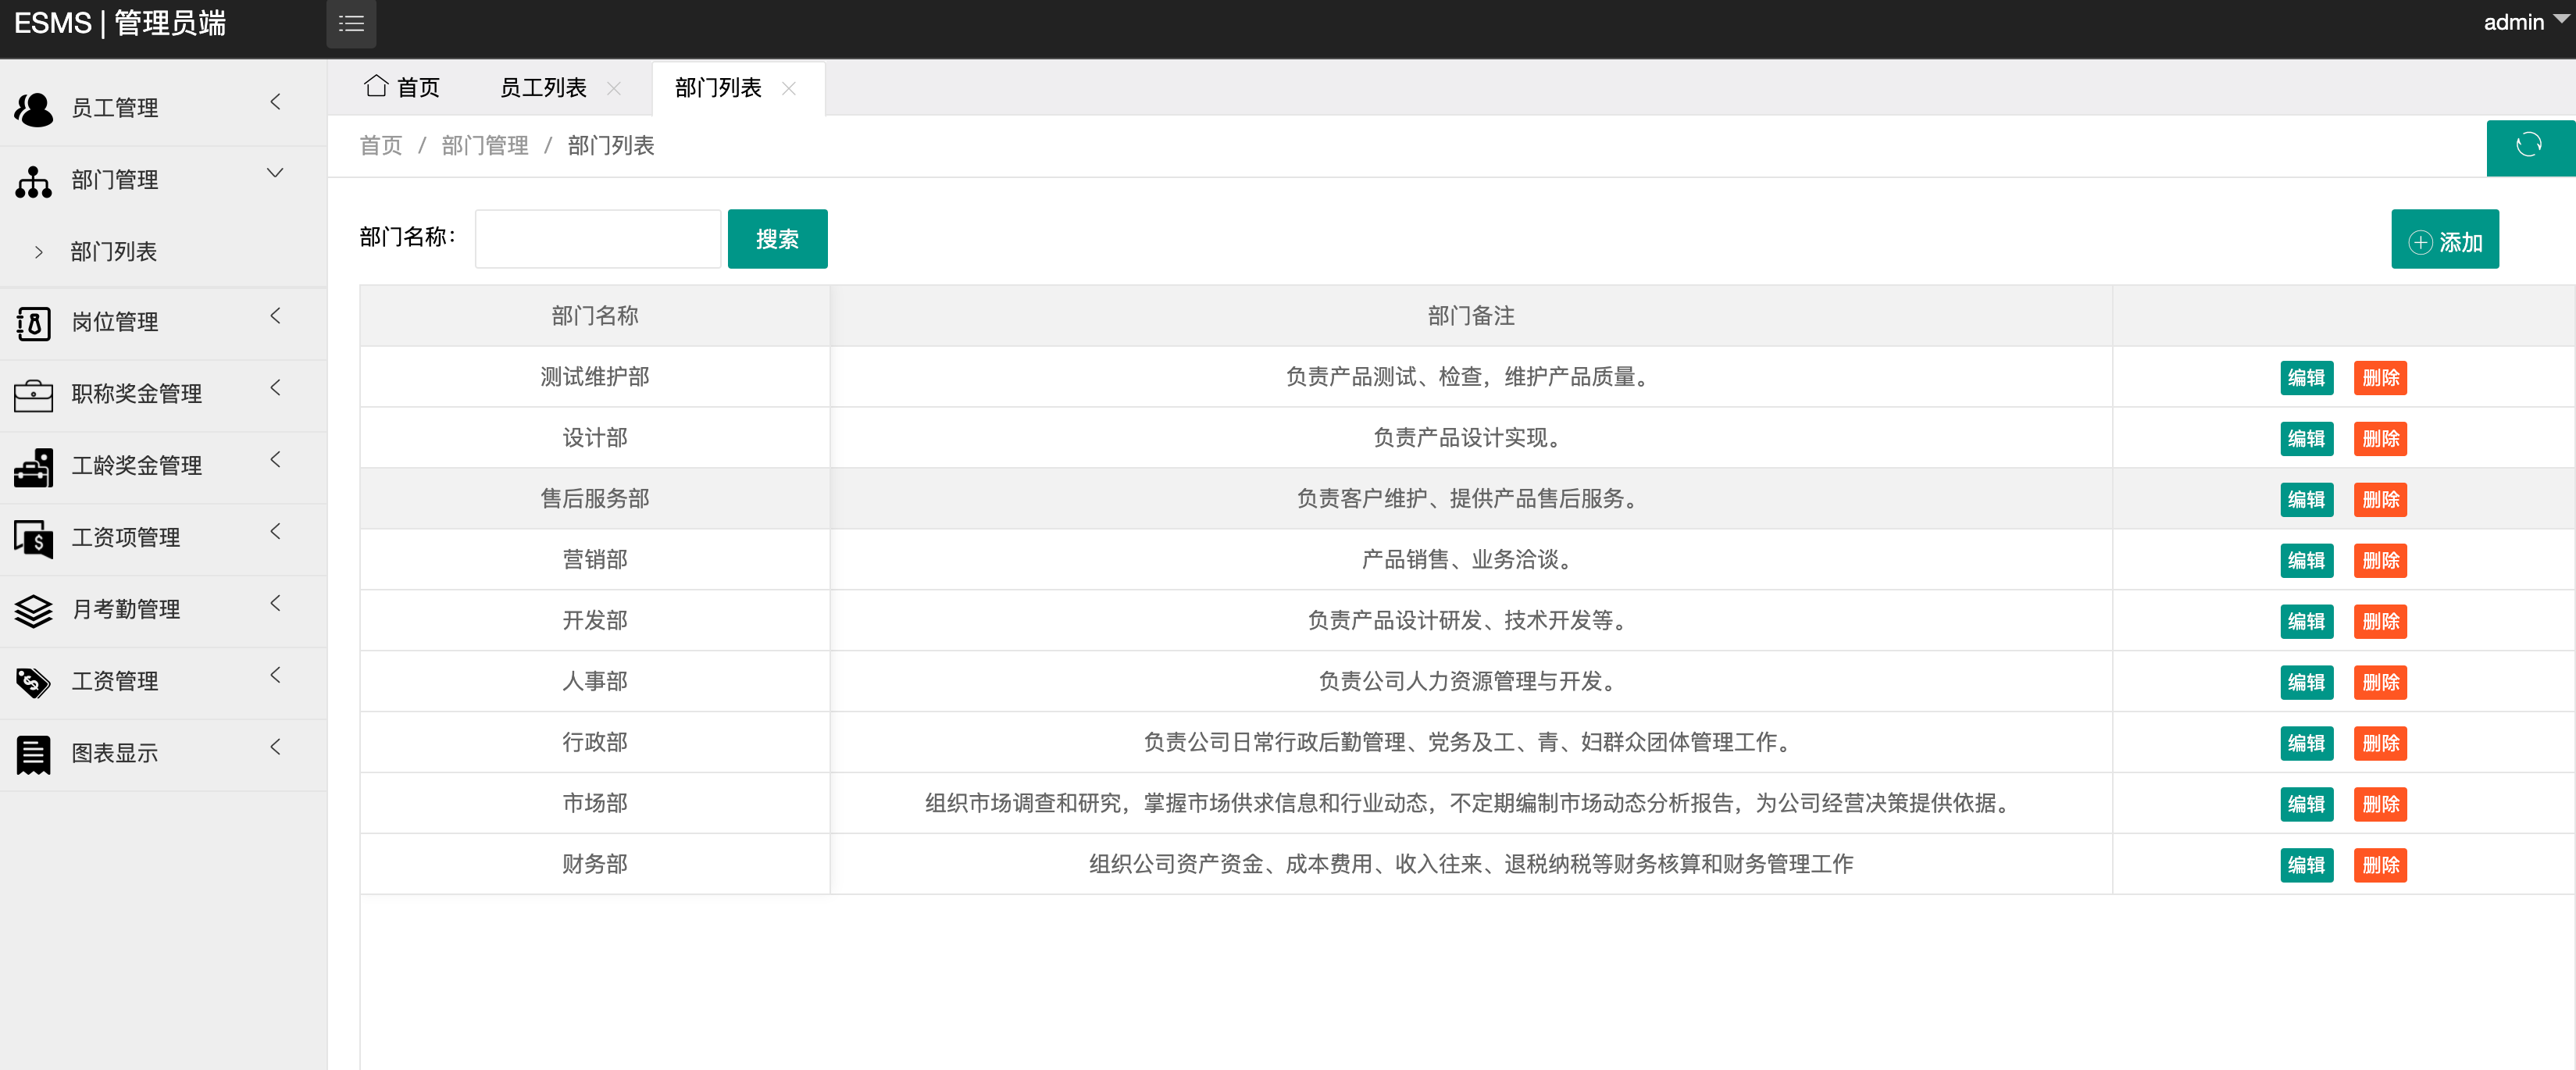 ESMS | 管理员端
admin
员工管理
部门管理
部门列表
岗位管理
职称奖金管理
工龄奖金管理
工资项管理
月考勤管理
工资管理
图表显示
首页 员工列表 部门列表
首页 / 部门管理 / 部门列表
部门名称： 搜索 添加
部门名称 部门备注
测试维护部 负责产品测试、检查，维护产品质量。 编辑 删除
设计部 负责产品设计实现。 编辑 删除
售后服务部 负责客户维护、提供产品售后服务。 编辑 删除
营销部 产品销售、业务洽谈。 编辑 删除
开发部 负责产品设计研发、技术开发等。 编辑 删除
人事部 负责公司人力资源管理与开发。 编辑 删除
行政部 负责公司日常行政后勤管理、党务及工、青、妇群众团体管理工作。 编辑 删除
市场部 组织市场调查和研究，掌握市场供求信息和行业动态，不定期编制市场动态分析报告，为公司经营决策提供依据。 编辑 删除
财务部 组织公司资产资金、成本费用、收入往来、退税纳税等财务核算和财务管理工作 编辑 删除